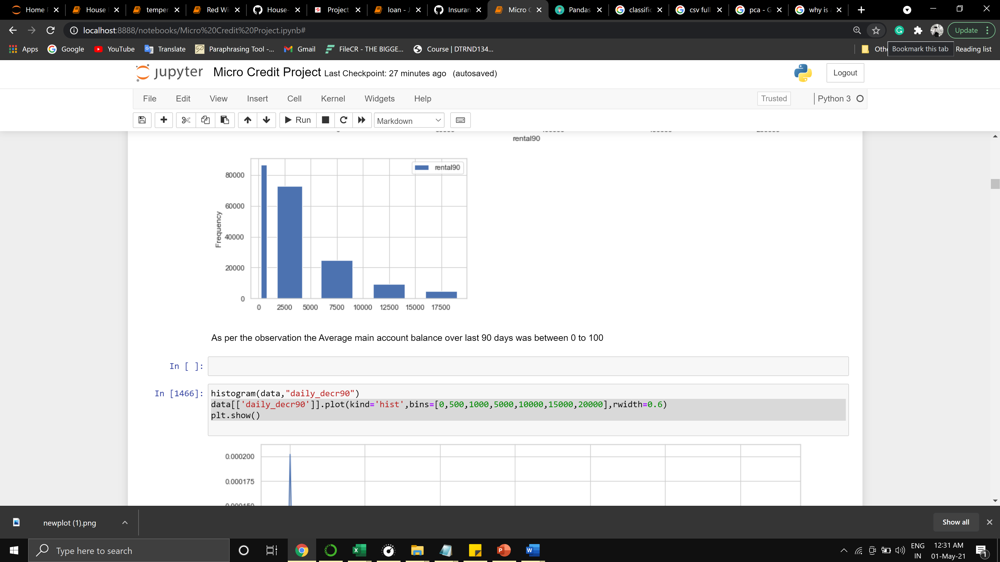 Home
House
temper
Red Wi
House-
Project
loan - J
Insuran
Micro C
Pandas
classific
csv full
pca - G
why is
localhost:8888/notebooks/Micro%20Credit%20Project.ipynb#
Update
Apps
Google
YouTube
Translate
Paraphrasing Tool -...
Gmail
FileCR - THE BIGGE...
Course | DTRND134...
Othe
Bookmark this tab
Reading list
jupyter Micro Credit Project Last Checkpoint: 27 minutes ago (autosaved)
Logout
File Edit View Insert Cell Kernel Widgets Help
Trusted
Python 3
Run
Markdown
rental90
rental90
80000
60000
40000
20000
0
Frequency
0 2500 5000 7500 10000 12500 15000 17500
As per the observation the Average main account balance over last 90 days was between 0 to 100
In [ ]:
In [1466]: histogram(data,"daily_decr90")
data[['daily_decr90']].plot(kind='hist',bins=[0,500,1000,5000,10000,15000,20000],rwidth=0.6)
plt.show()
0.000200
0.000175
newplot (1).png
Show all
Type here to search
ENG
IN
12:31 AM
01-May-21
1